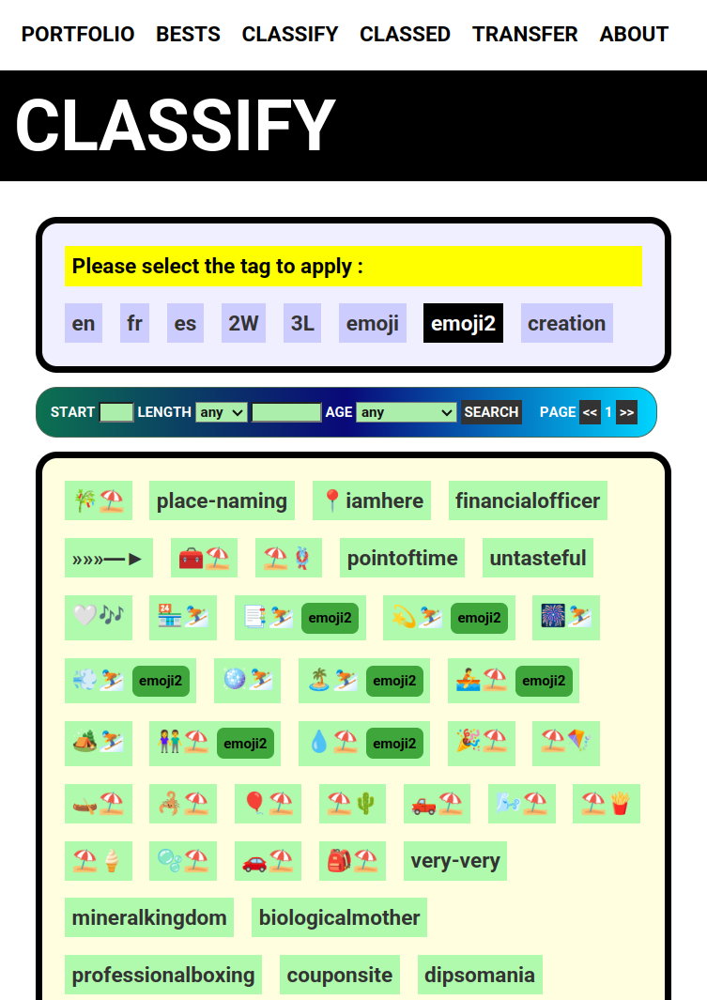 PORTFOLIO BESTS CLASSIFY CLASSED TRANSFER ABOUT
CLASSIFY
Please select the tag to apply :
en fr es 2W 3L emoji emoji2 creation
START LENGTH any AGE any SEARCH PAGE << 1 >>
🎋⛱️ place-naming 📍iamhere financialofficer
»»»—► 🧰⛱️ ⛱️🪢 pointoftime untasteful
🤍🎶 🏪⛷️ 📑⛷️ emoji2 💫⛷️ emoji2 🎆⛷️
💨⛷️ emoji2 🪩⛷️ 🏝️⛷️ emoji2 🚣⛱️ emoji2
🏕️⛷️ 👫⛱️ emoji2 💧⛱️ emoji2 🎉⛱️ ⛱️🪁
🛶⛱️ 🦂⛱️ 🎈⛱️ ⛱️🌵 🛻⛱️ 🌬️⛱️ ⛱️🍟
⛱️🍦 🫧⛱️ 🚗⛱️ 🎒⛱️ very-very
mineralkingdom biologicalmother
professionalboxing couponsite dipsomania